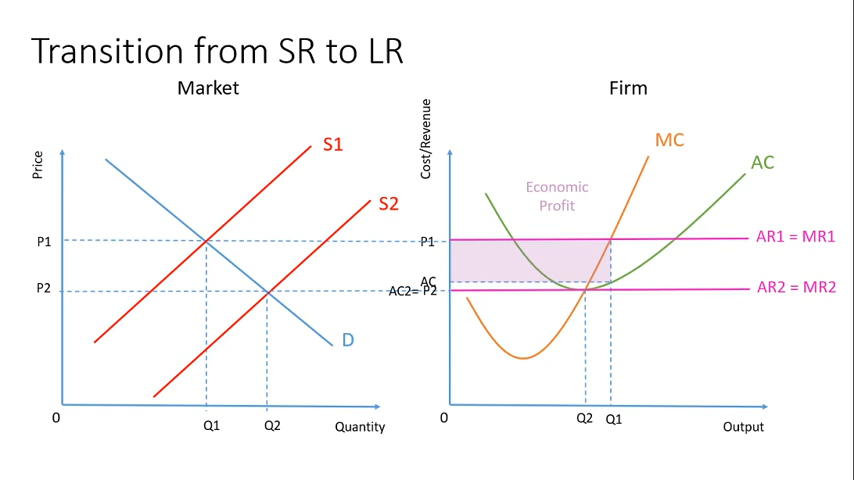 Transition from SR to LR
Market
Price
S1
S2
P1
P2
D
0
Q1
Q2
Quantity
Firm
Cost/Revenue
MC
AC
Economic
Profit
P1
AR1 = MR1
AC
AC2= P2
AR2 = MR2
0
Q2
Q1
Output